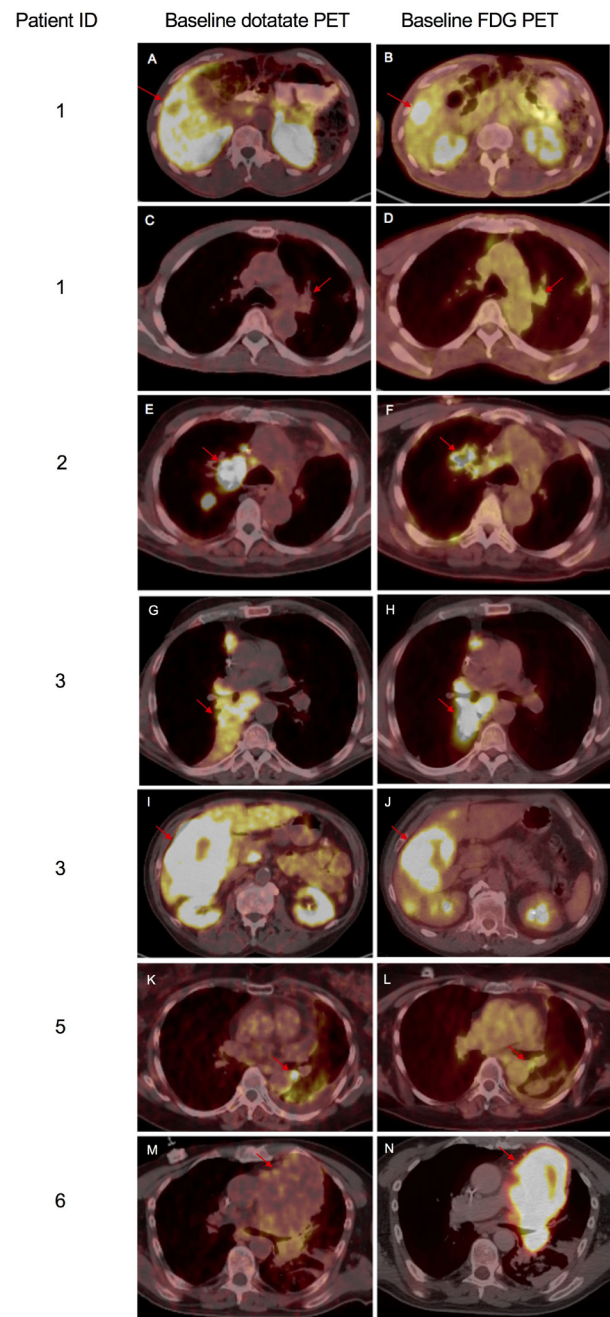 Patient ID Baseline dotatate PET Baseline FDG PET
1 A B
1 C D
2 E F
3 G H
3 I J
5 K L
6 M N